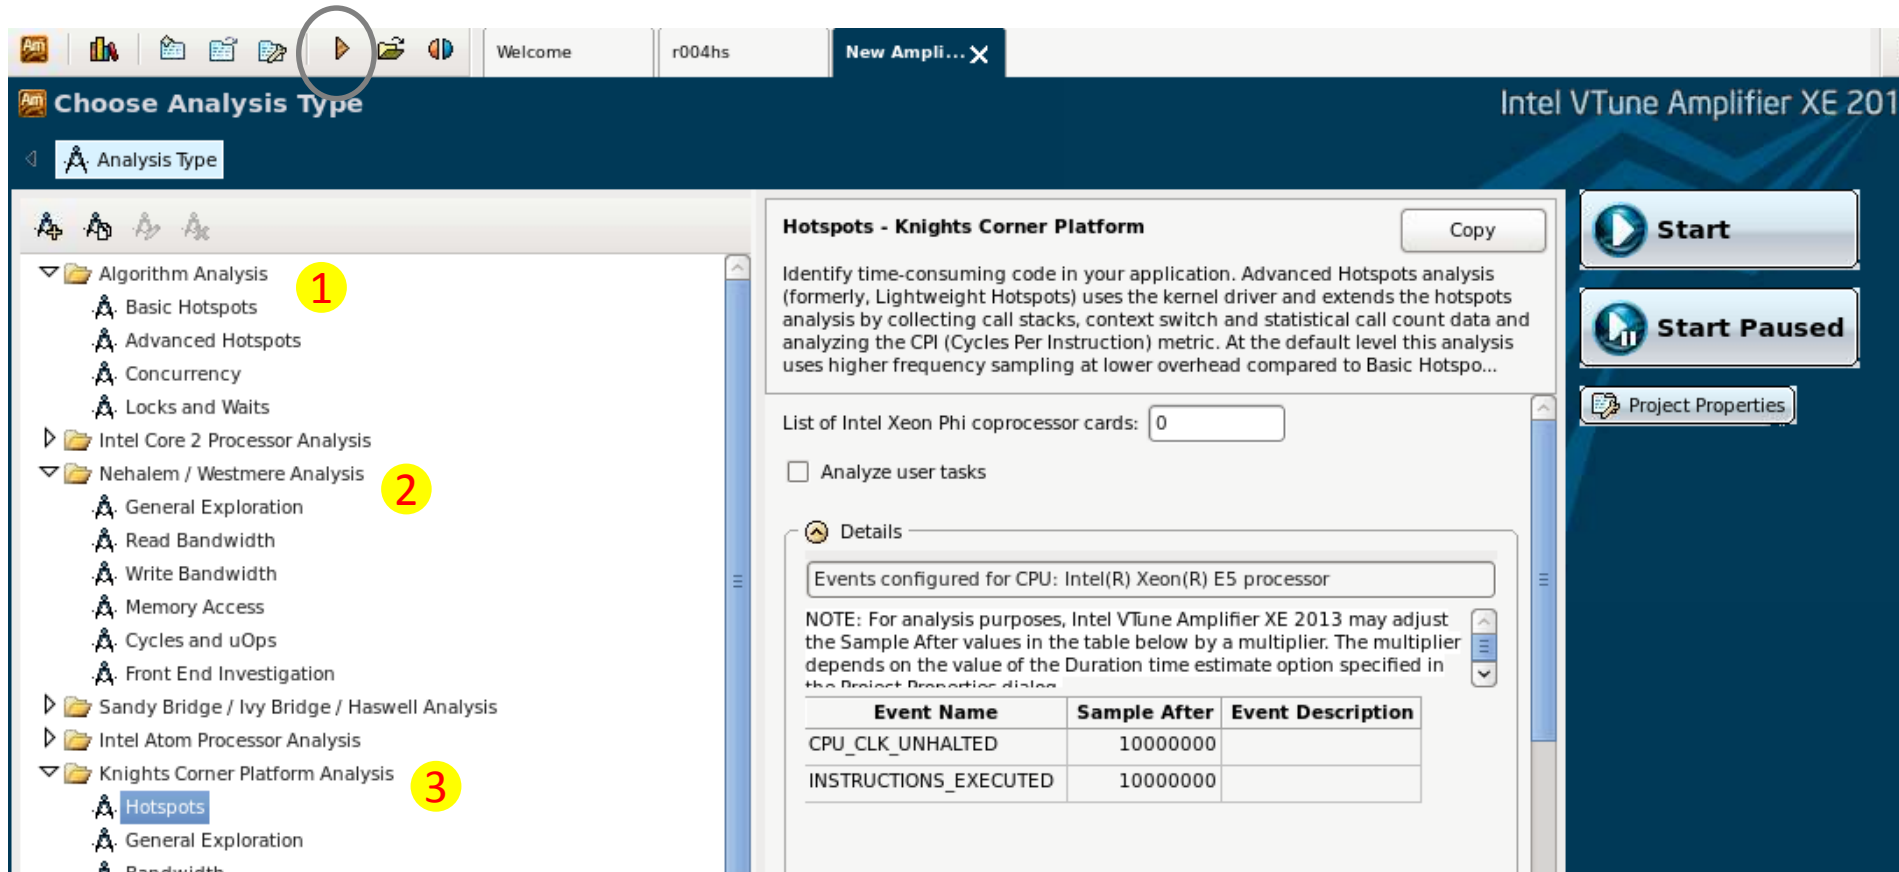 Welcome
r004hs
New Ampli...
Am Choose Analysis Type
Intel VTune Amplifier XE 201
Analysis Type
Algorithm Analysis
1
Basic Hotspots
Advanced Hotspots
Concurrency
Locks and Waits
Intel Core 2 Processor Analysis
Nehalem / Westmere Analysis
2
General Exploration
Read Bandwidth
Write Bandwidth
Memory Access
Cycles and uOps
Front End Investigation
Sandy Bridge / Ivy Bridge / Haswell Analysis
Intel Atom Processor Analysis
Knights Corner Platform Analysis
3
Hotspots
General Exploration
Bandwidth
Hotspots - Knights Corner Platform
Copy
Identify time-consuming code in your application. Advanced Hotspots analysis
(formerly, Lightweight Hotspots) uses the kernel driver and extends the hotspots
analysis by collecting call stacks, context switch and statistical call count data and
analyzing the CPI (Cycles Per Instruction) metric. At the default level this analysis
uses higher frequency sampling at lower overhead compared to Basic Hotspo...
List of Intel Xeon Phi coprocessor cards: 0
Analyze user tasks
Details
Events configured for CPU: Intel(R) Xeon(R) E5 processor
NOTE: For analysis purposes, Intel VTune Amplifier XE 2013 may adjust
the Sample After values in the table below by a multiplier. The multiplier
depends on the value of the Duration time estimate option specified in
the Project Properties dialog.
Event Name Sample After Event Description
CPU_CLK_UNHALTED 10000000
INSTRUCTIONS_EXECUTED 10000000
Start
Start Paused
Project Properties